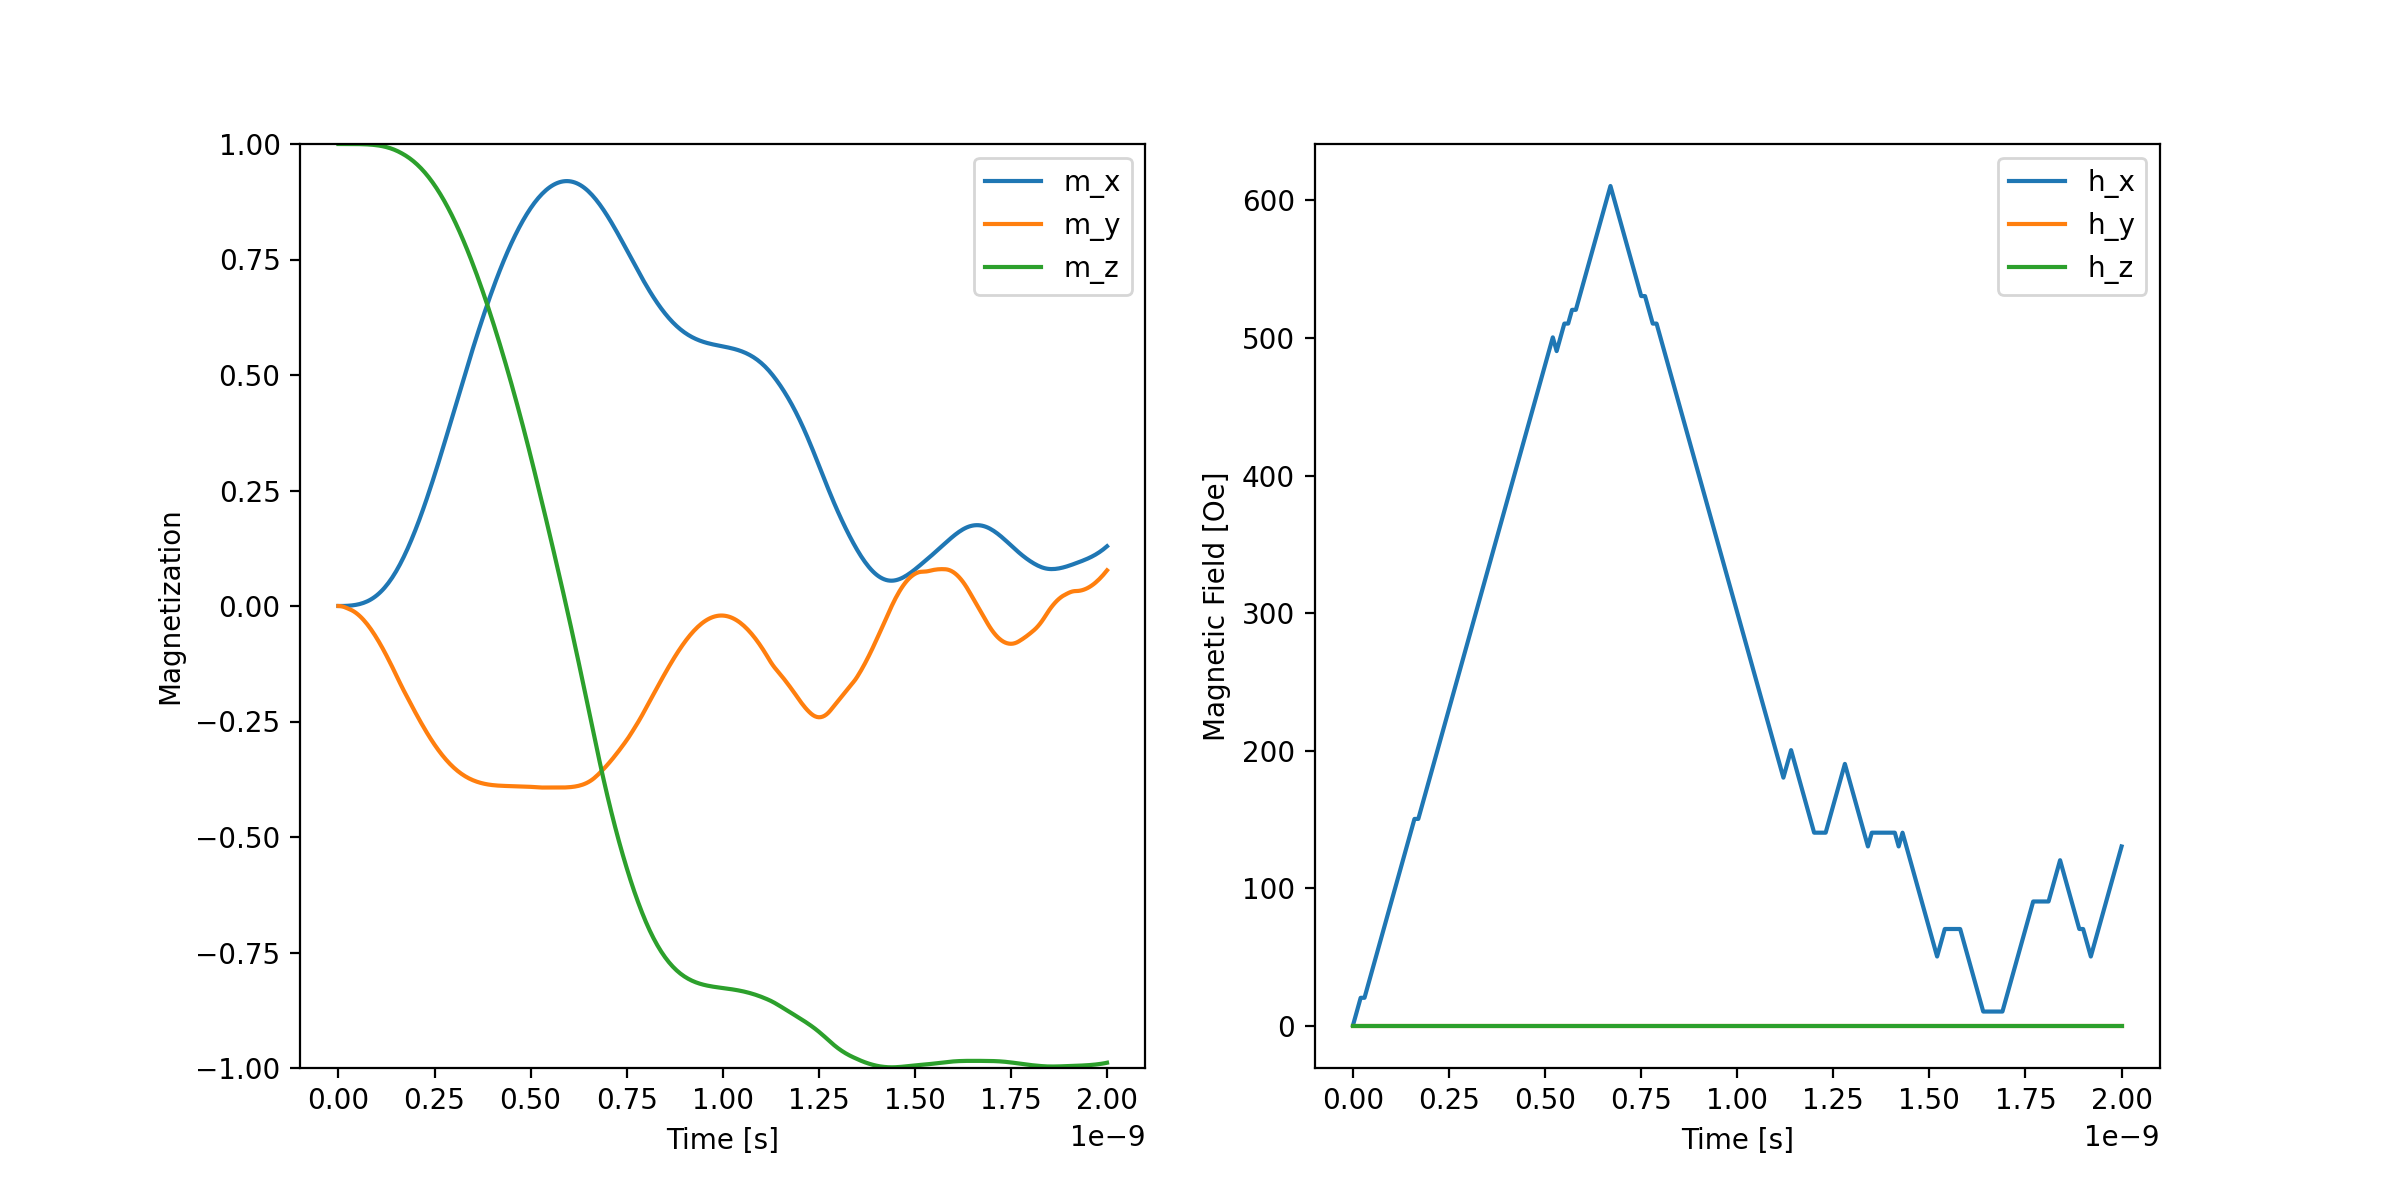 1.00
0.75
0.50
0.25
0.00
−0.25
−0.50
−0.75
−1.00
Magnetization
m_x
m_y
m_z
0.00 0.25 0.50 0.75 1.00 1.25 1.50 1.75 2.00
Time [s]
1e−9
600
500
400
300
200
100
0
Magnetic Field [Oe]
h_x
h_y
h_z
0.00 0.25 0.50 0.75 1.00 1.25 1.50 1.75 2.00
Time [s]
1e−9